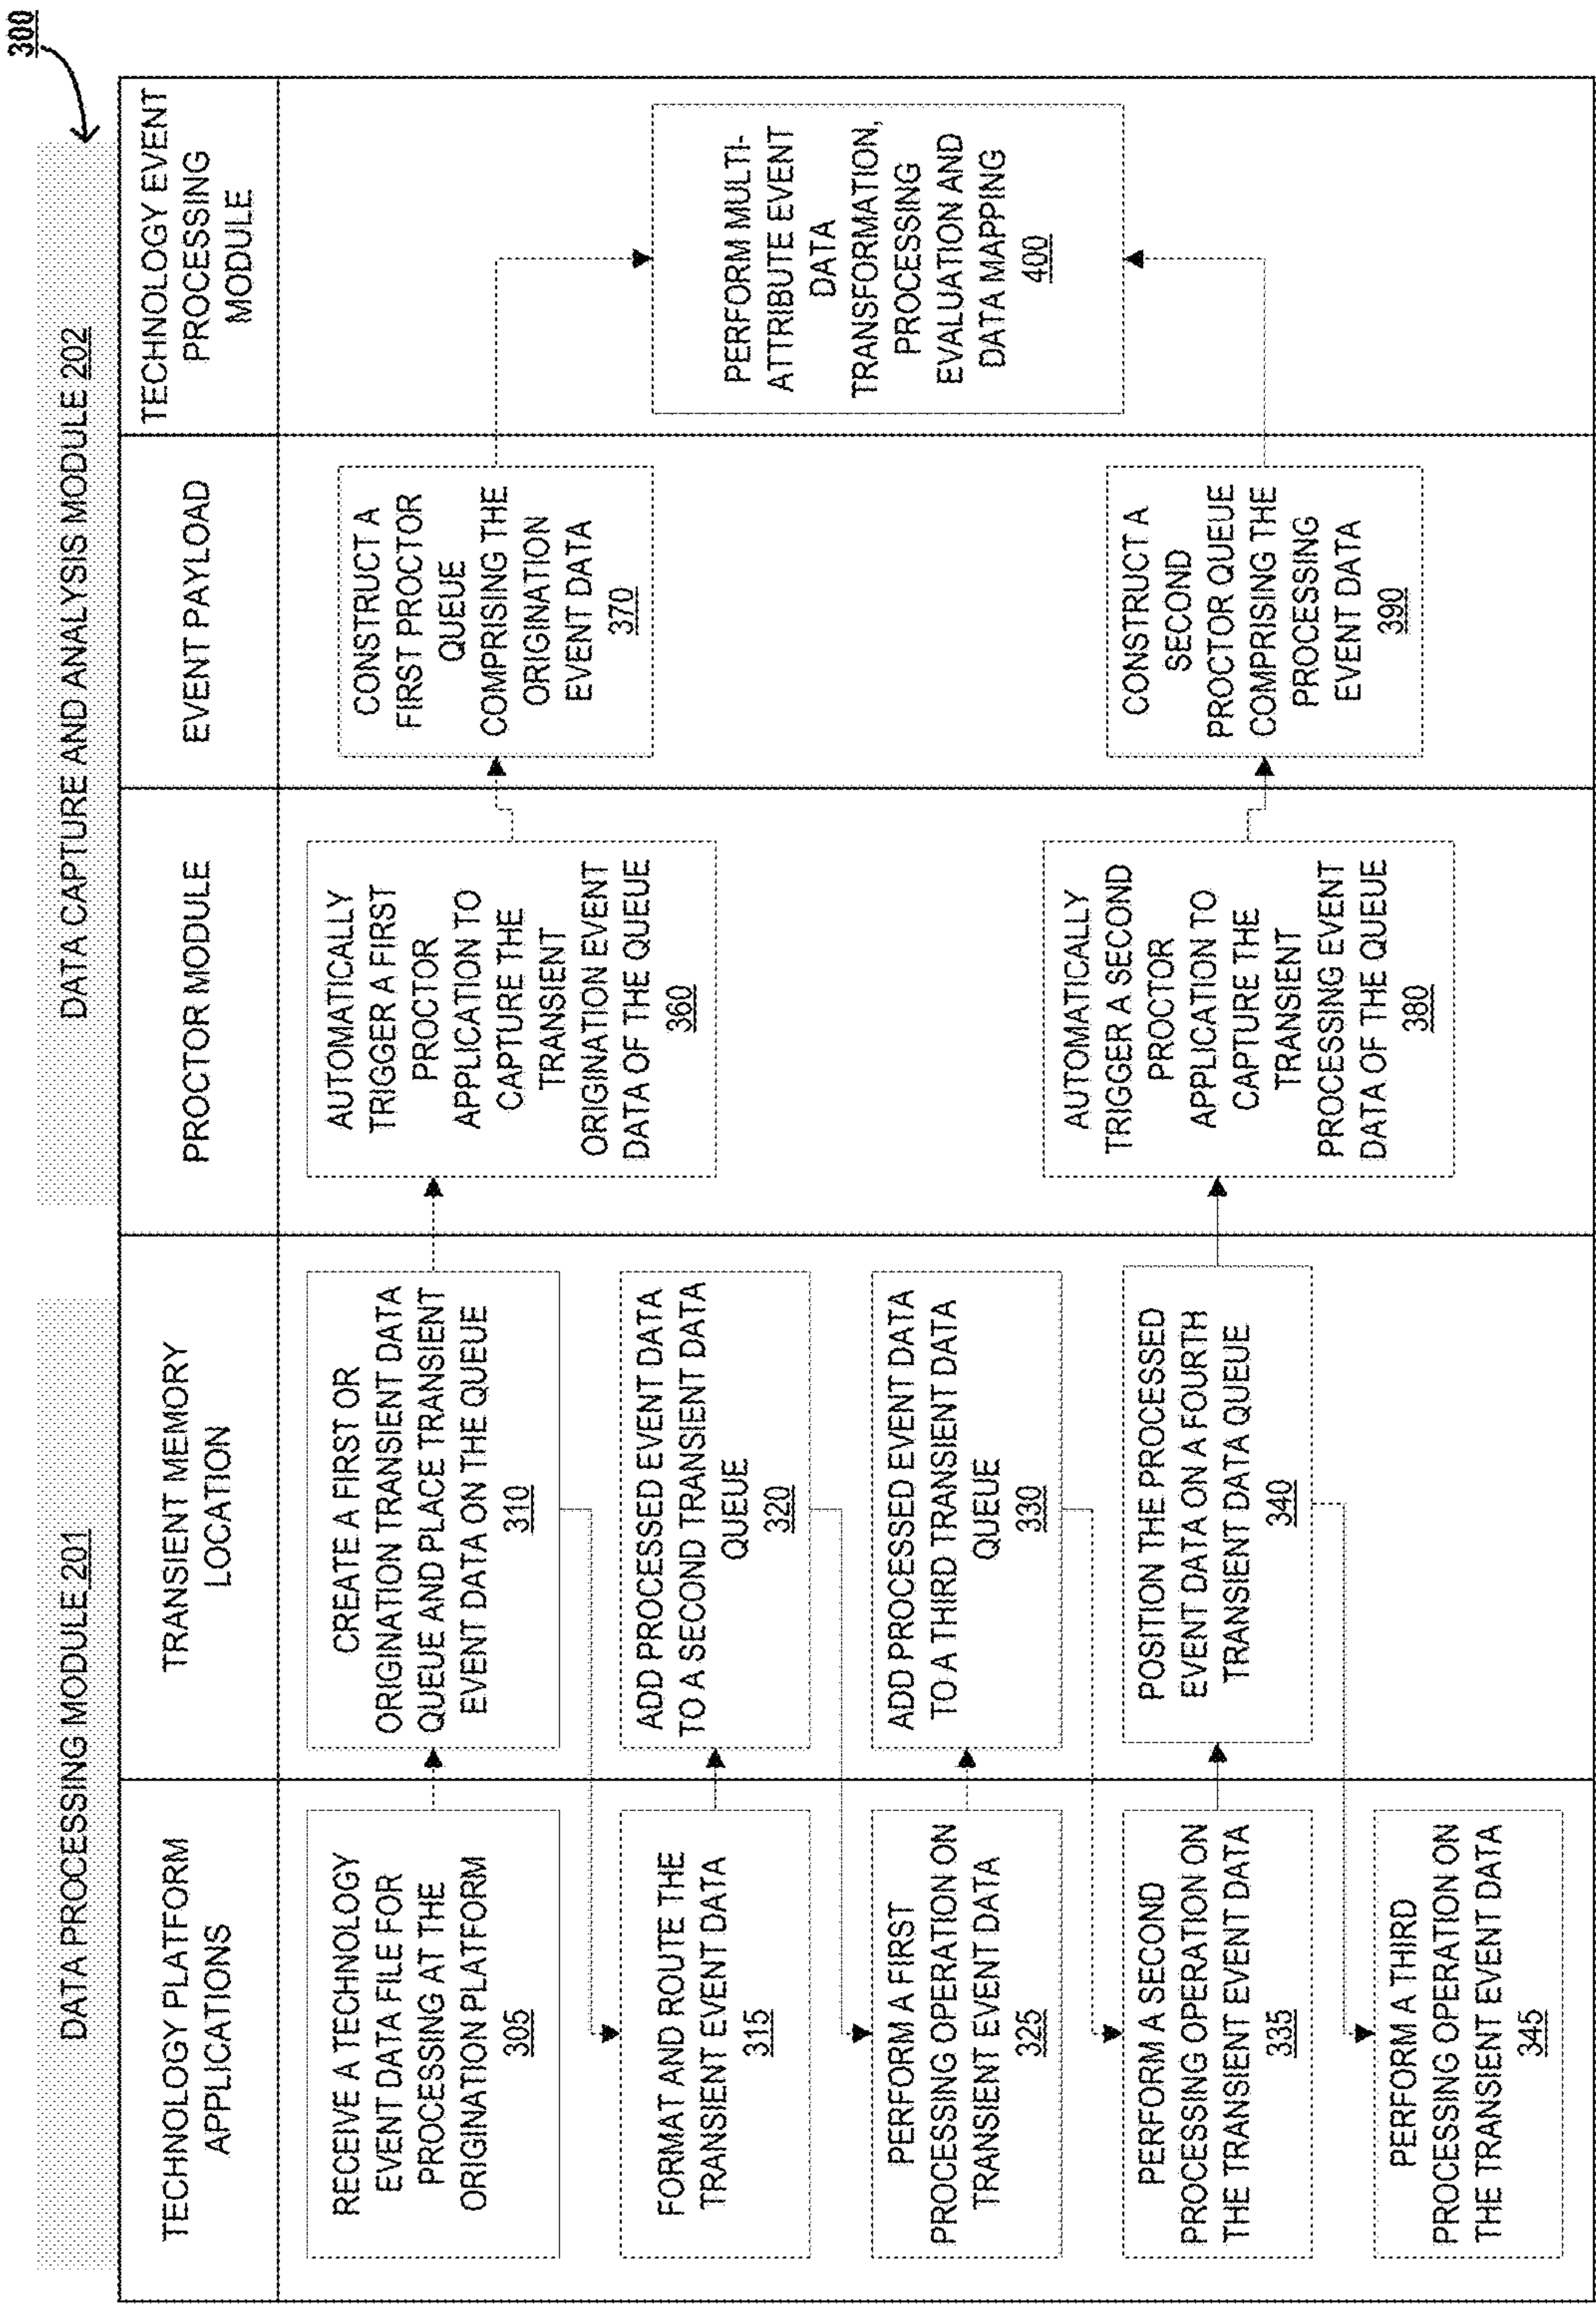 300
DATA PROCESSING MODULE 201
DATA CAPTURE AND ANALYSIS MODULE 202
TECHNOLOGY PLATFORM
APPLICATIONS
TRANSIENT MEMORY
LOCATION
PROCTOR MODULE
EVENT PAYLOAD
TECHNOLOGY EVENT
PROCESSING
MODULE
RECEIVE A TECHNOLOGY
EVENT DATA FILE FOR
PROCESSING AT THE
ORIGINATION PLATFORM
305
CREATE A FIRST OR
ORIGINATION TRANSIENT DATA
QUEUE AND PLACE TRANSIENT
EVENT DATA ON THE QUEUE
310
AUTOMATICALLY
TRIGGER A FIRST
PROCTOR
APPLICATION TO
CAPTURE THE
TRANSIENT
ORIGINATION EVENT
DATA OF THE QUEUE
360
CONSTRUCT A
FIRST PROCTOR
QUEUE
COMPRISING THE
ORIGINATION
EVENT DATA
370
FORMAT AND ROUTE THE
TRANSIENT EVENT DATA
315
ADD PROCESSED EVENT DATA
TO A SECOND TRANSIENT DATA
QUEUE
320
PERFORM MULTI-
ATTRIBUTE EVENT
DATA
TRANSFORMATION,
PROCESSING
EVALUATION AND
DATA MAPPING
400
PERFORM A FIRST
PROCESSING OPERATION ON
TRANSIENT EVENT DATA
325
ADD PROCESSED EVENT DATA
TO A THIRD TRANSIENT DATA
QUEUE
330
PERFORM A SECOND
PROCESSING OPERATION ON
THE TRANSIENT EVENT DATA
335
POSITION THE PROCESSED
EVENT DATA ON A FOURTH
TRANSIENT DATA QUEUE
340
AUTOMATICALLY
TRIGGER A SECOND
PROCTOR
APPLICATION TO
CAPTURE THE
TRANSIENT
PROCESSING EVENT
DATA OF THE QUEUE
380
CONSTRUCT A
SECOND
PROCTOR QUEUE
COMPRISING THE
PROCESSING
EVENT DATA
390
PERFORM A THIRD
PROCESSING OPERATION ON
THE TRANSIENT EVENT DATA
345